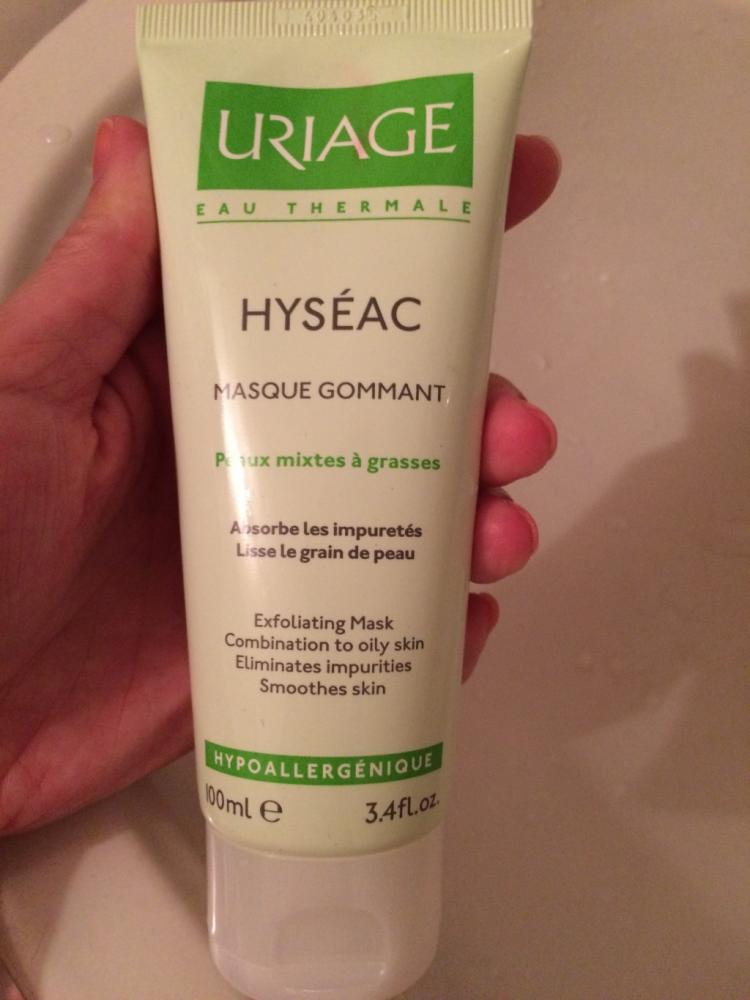 URIAGE
EAU THERMALE
HYSÉAC
MASQUE GOMMANT
Peaux mixtes à grasses
Absorbe les impuretés
Lisse le grain de peau
Exfoliating Mask
Combination to oily skin
Eliminates impurities
Smoothes skin
HYPOALLERGÉNIQUE
100ml e 3.4fl.oz.